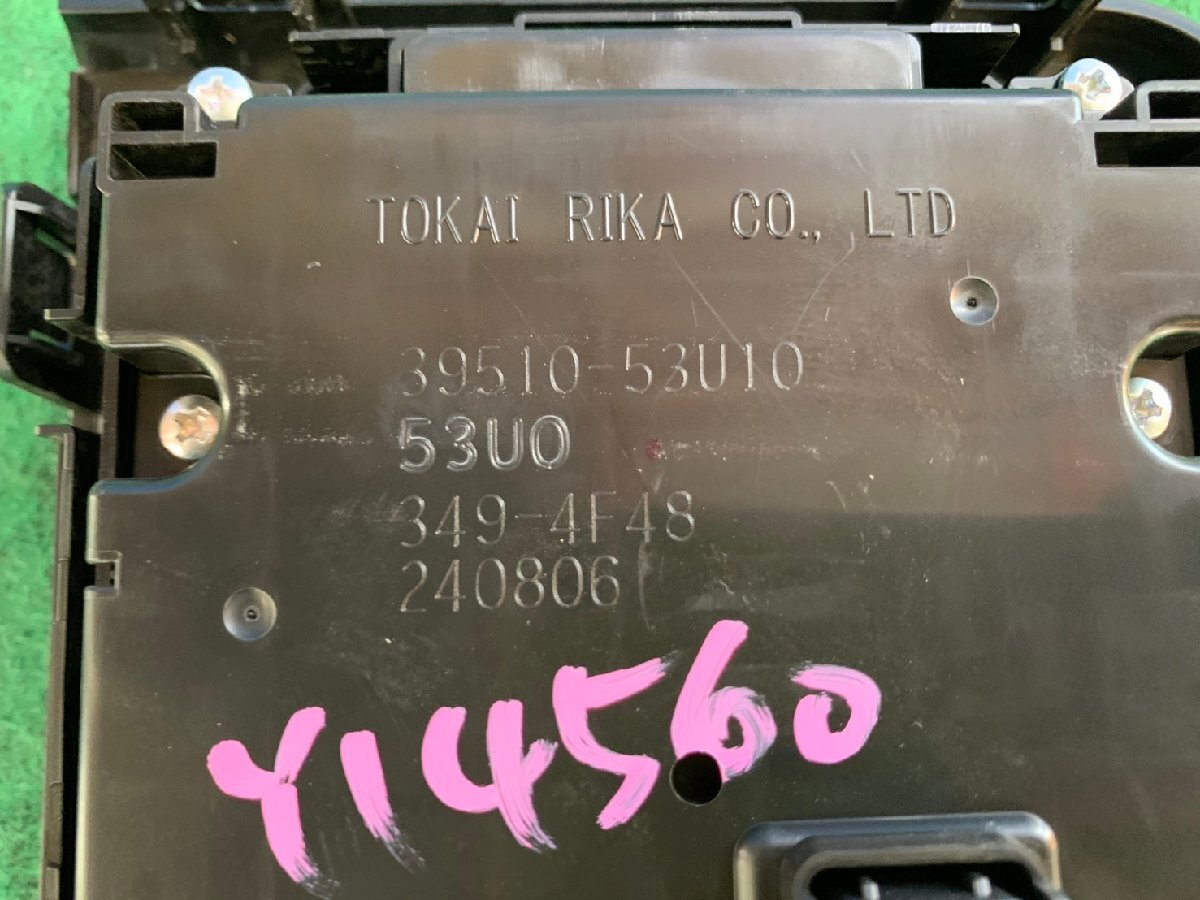 TOKAI RIKA CO., LTD
39510-53U10
53U0
349-4F48
240806
Y14560